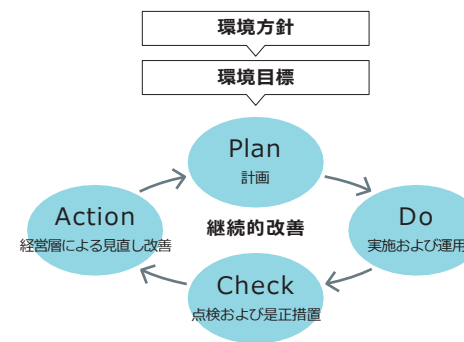 環境方針
環境目標
Plan
計画
Action
経営層による見直し改善
継続的改善
Do
実施および運用
Check
点検および是正措置